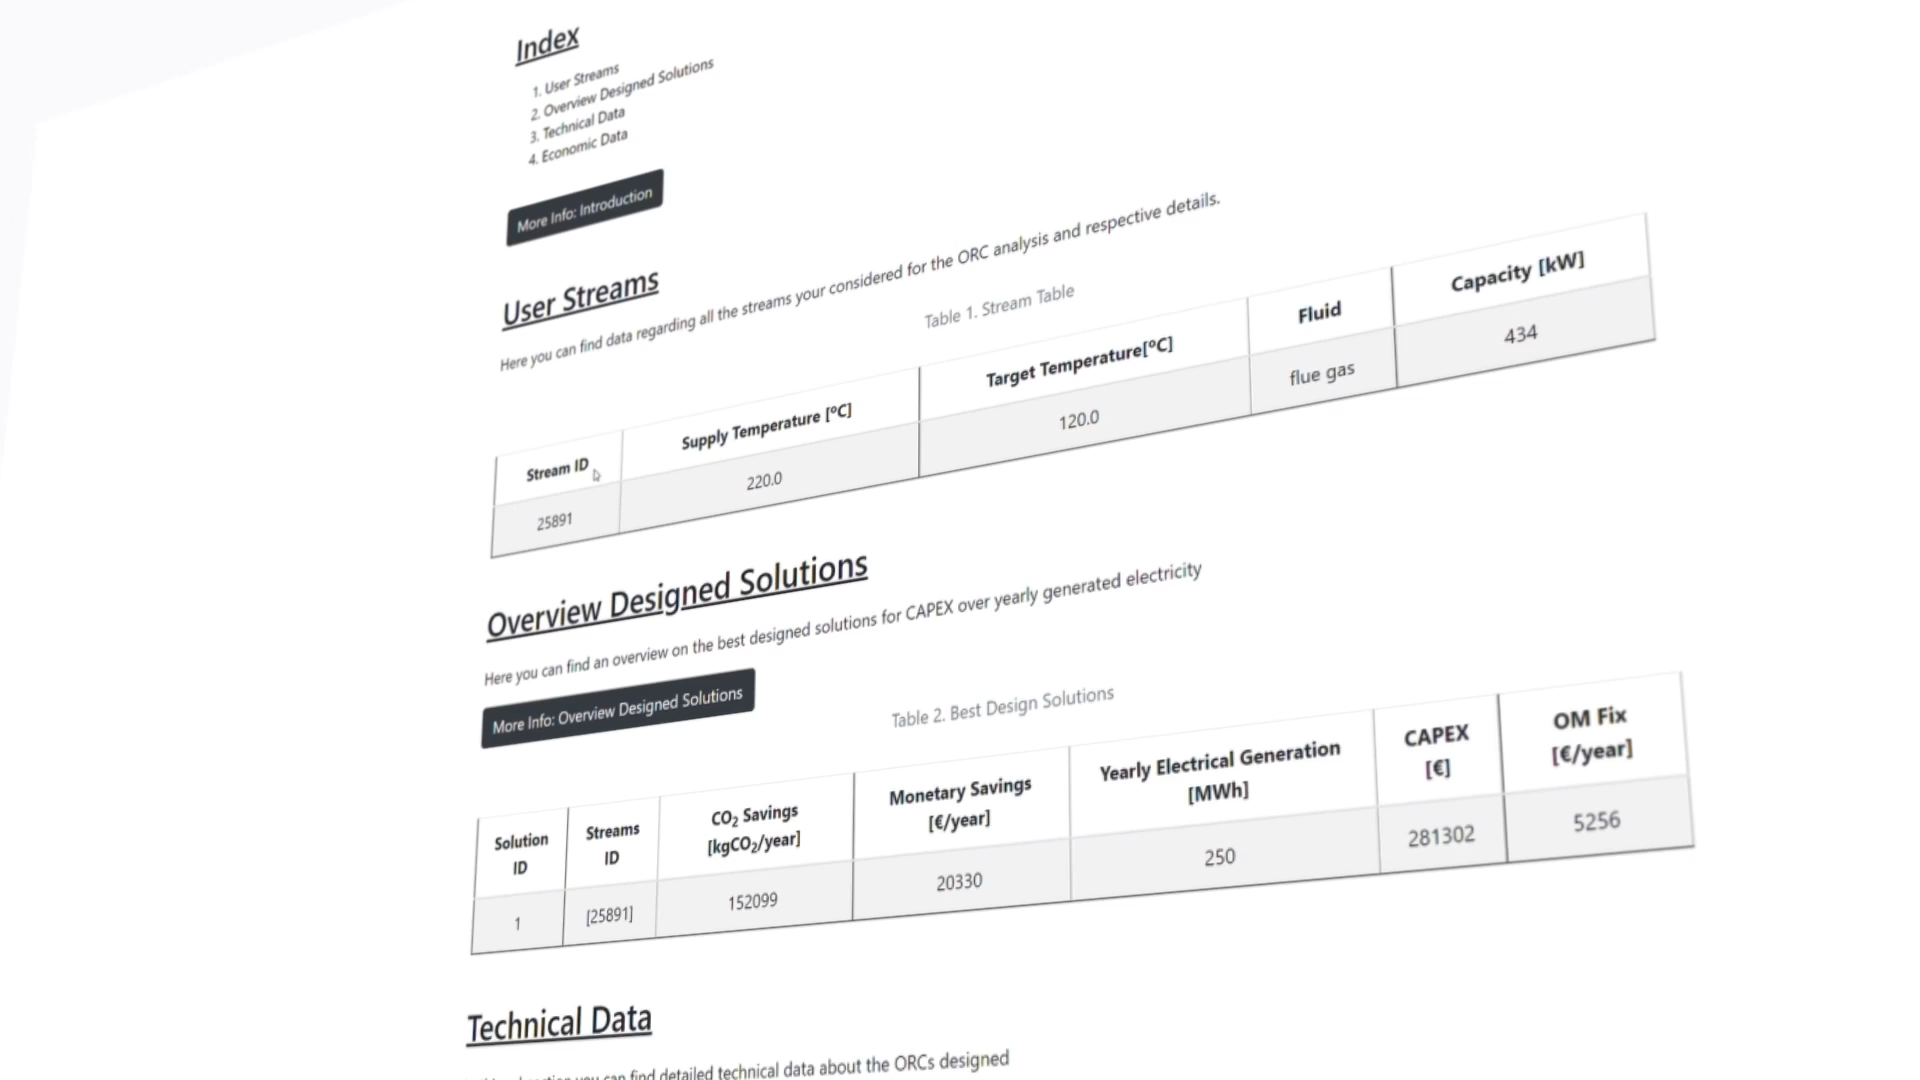 Index
1. User Streams
2. Overview Designed Solutions
3. Technical Data
4. Economic Data
More Info: Introduction
User Streams
Here you can find data regarding all the streams your considered for the ORC analysis and respective details.
Table 1. Stream Table
Stream ID Supply Temperature [ºC] Target Temperature[ºC] Fluid Capacity [kW]
25891 220.0 120.0 flue gas 434
Overview Designed Solutions
Here you can find an overview on the best designed solutions for CAPEX over yearly generated electricity
More Info: Overview Designed Solutions
Table 2. Best Design Solutions
Solution ID Streams ID CO₂ Savings [kgCO₂/year] Monetary Savings [€/year] Yearly Electrical Generation [MWh] CAPEX [€] OM Fix [€/year]
1 [25891] 152099 20330 250 281302 5256
Technical Data
you can find detailed technical data about the ORCs designed